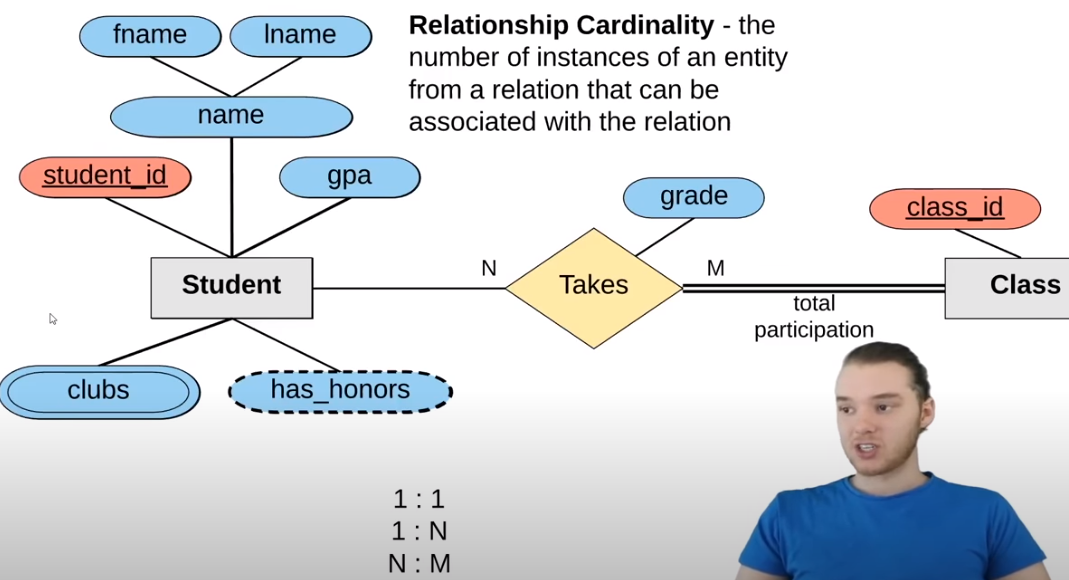 fname
lname
Relationship Cardinality - the
number of instances of an entity
from a relation that can be
associated with the relation
name
student_id
gpa
grade
class_id
Student
N
Takes
M
Class
total
participation
clubs
has_honors
1 : 1
1 : N
N : M